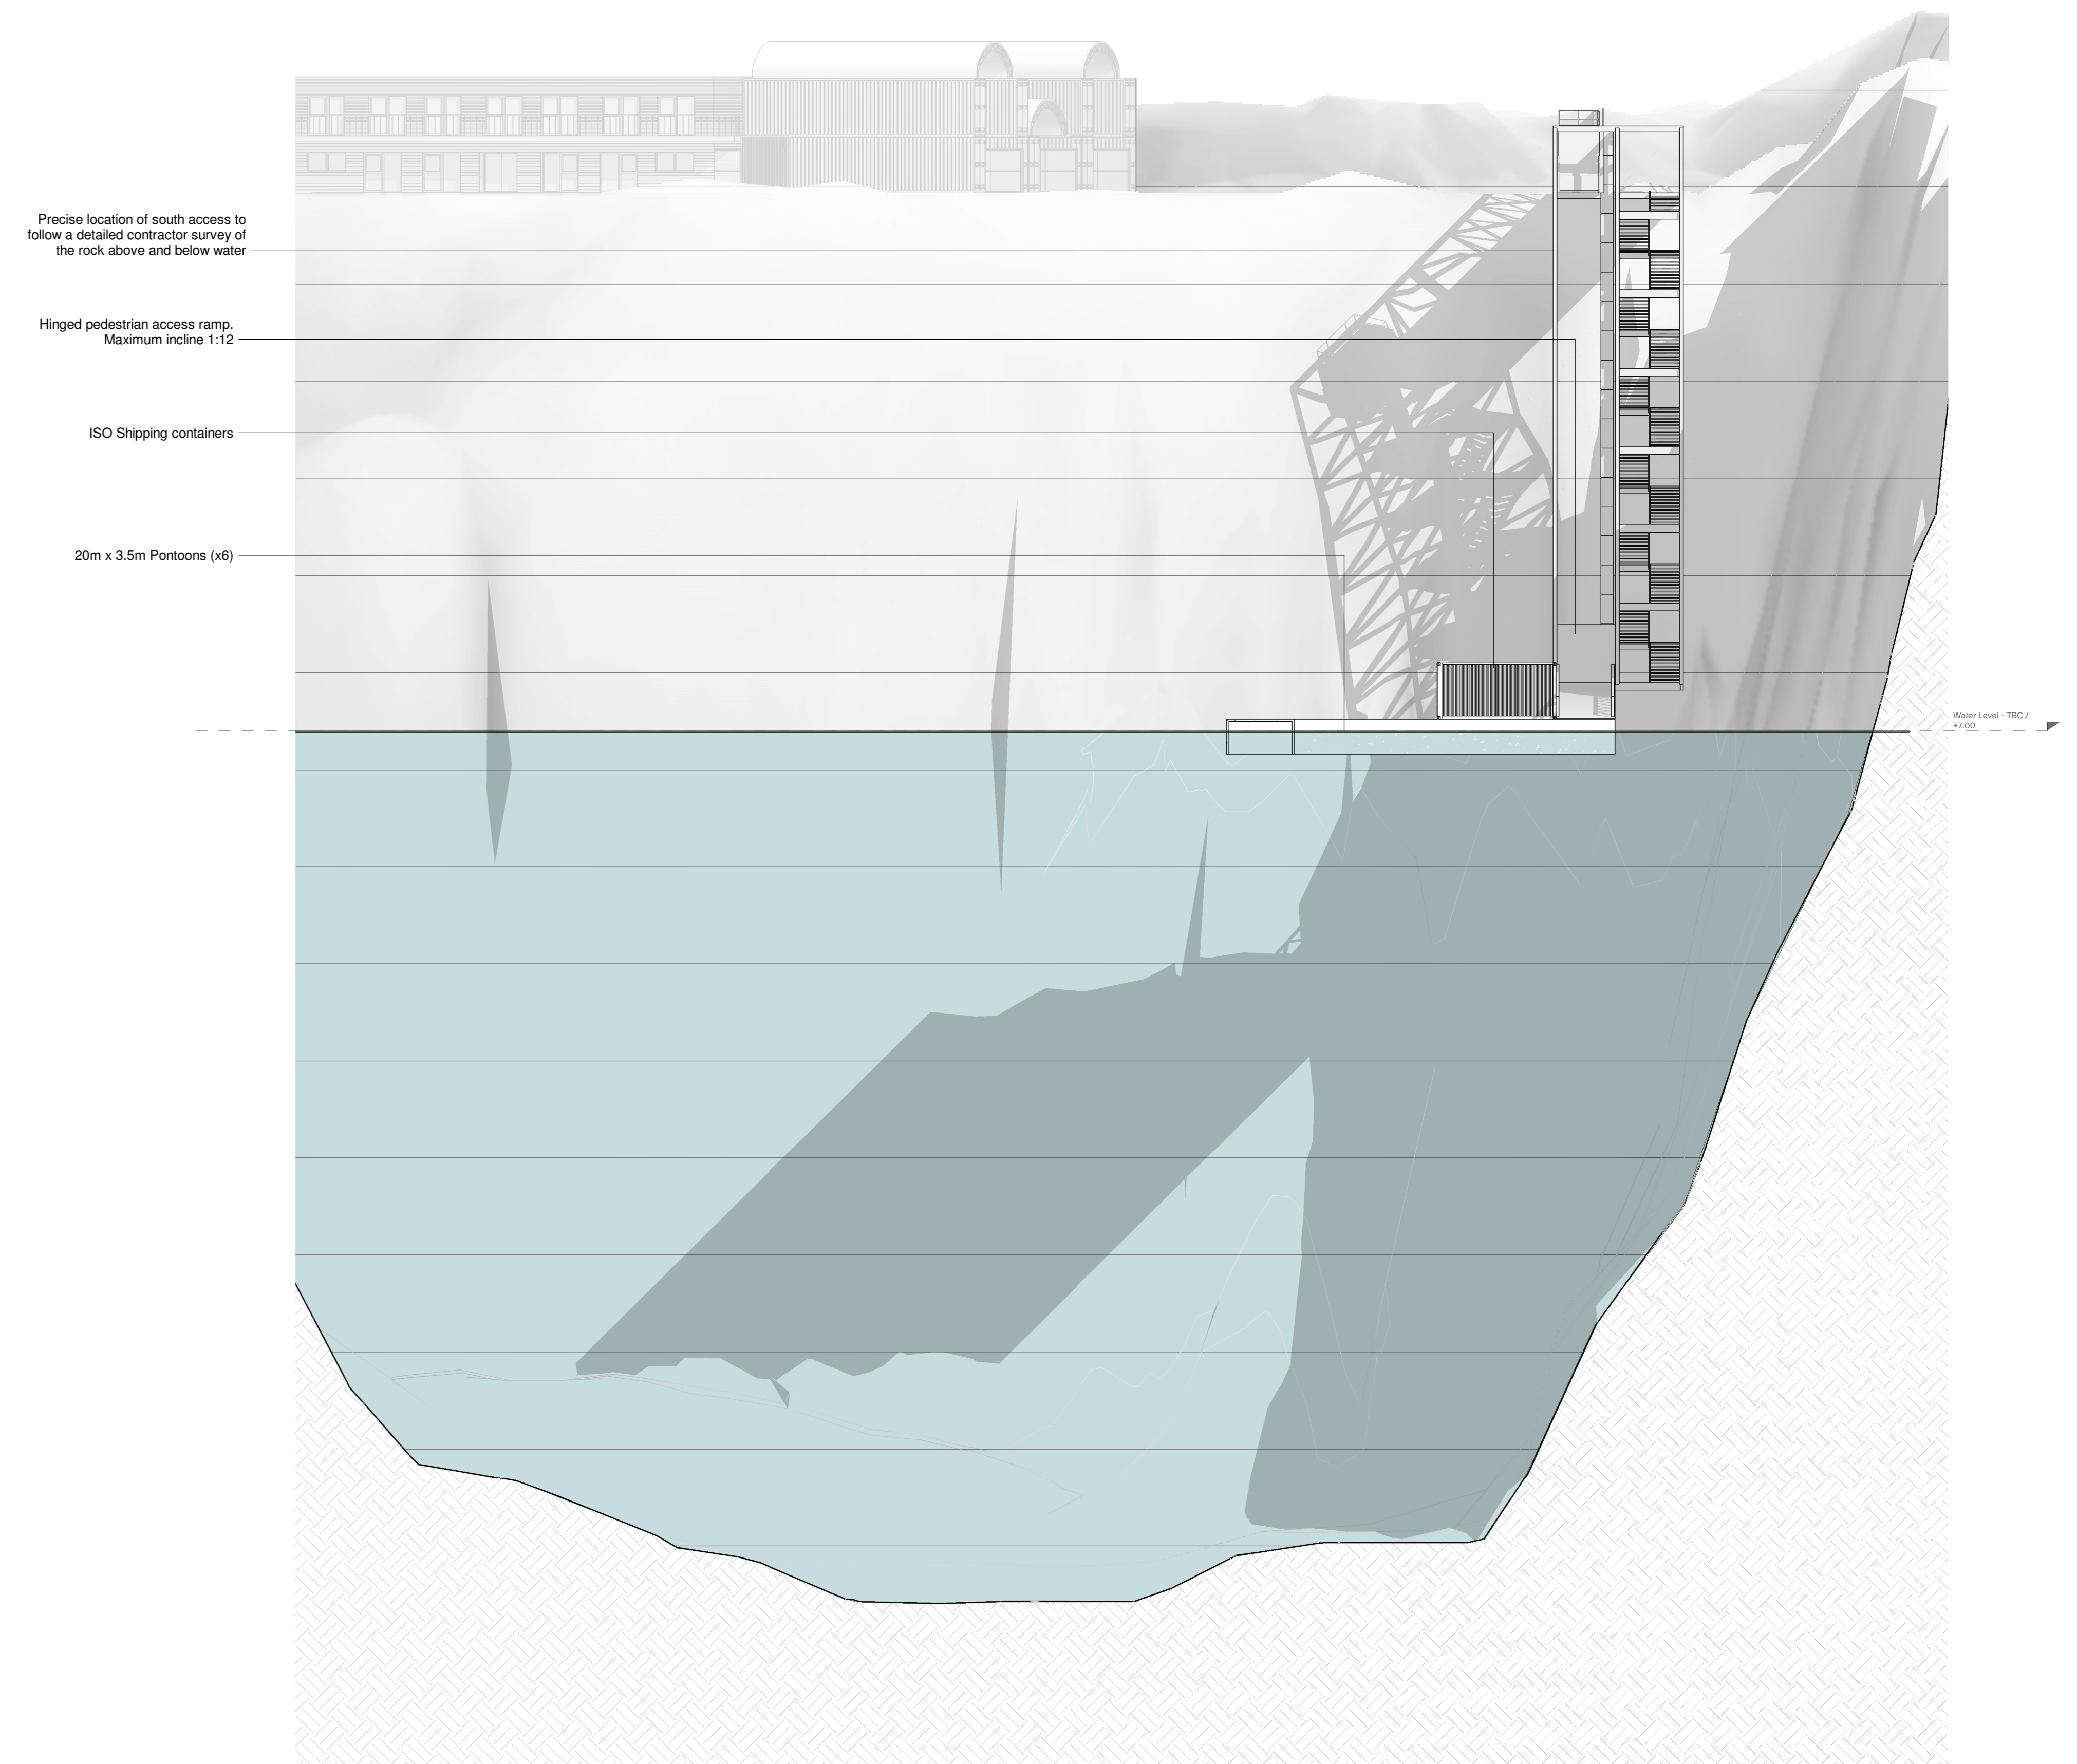 Precise location of south access to
follow a detailed contractor survey of
the rock above and below water
Hinged pedestrian access ramp.
Maximum incline 1:12
ISO Shipping containers
20m x 3.5m Pontoons (x6)
Water Level - TBC /
+7.00